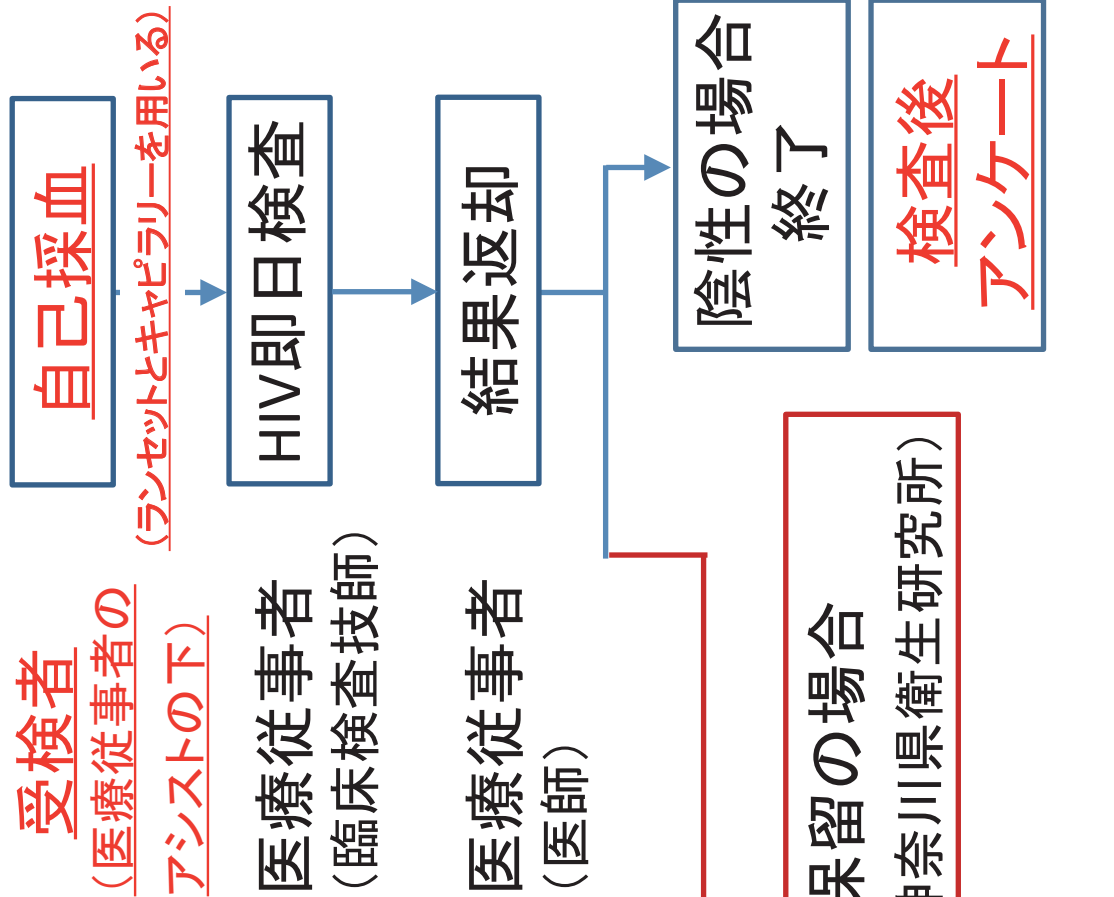 受検者
(医療従事者の
アシストの下)
自己採血
(ランセットとキャピラリーを用いる)
医療従事者
(臨床検査技師)
HIV即日検査
医療従事者
(医師)
結果返却
陰性の場合
終了
検査後
アンケート
保留の場合
神奈川県衛生研究所)